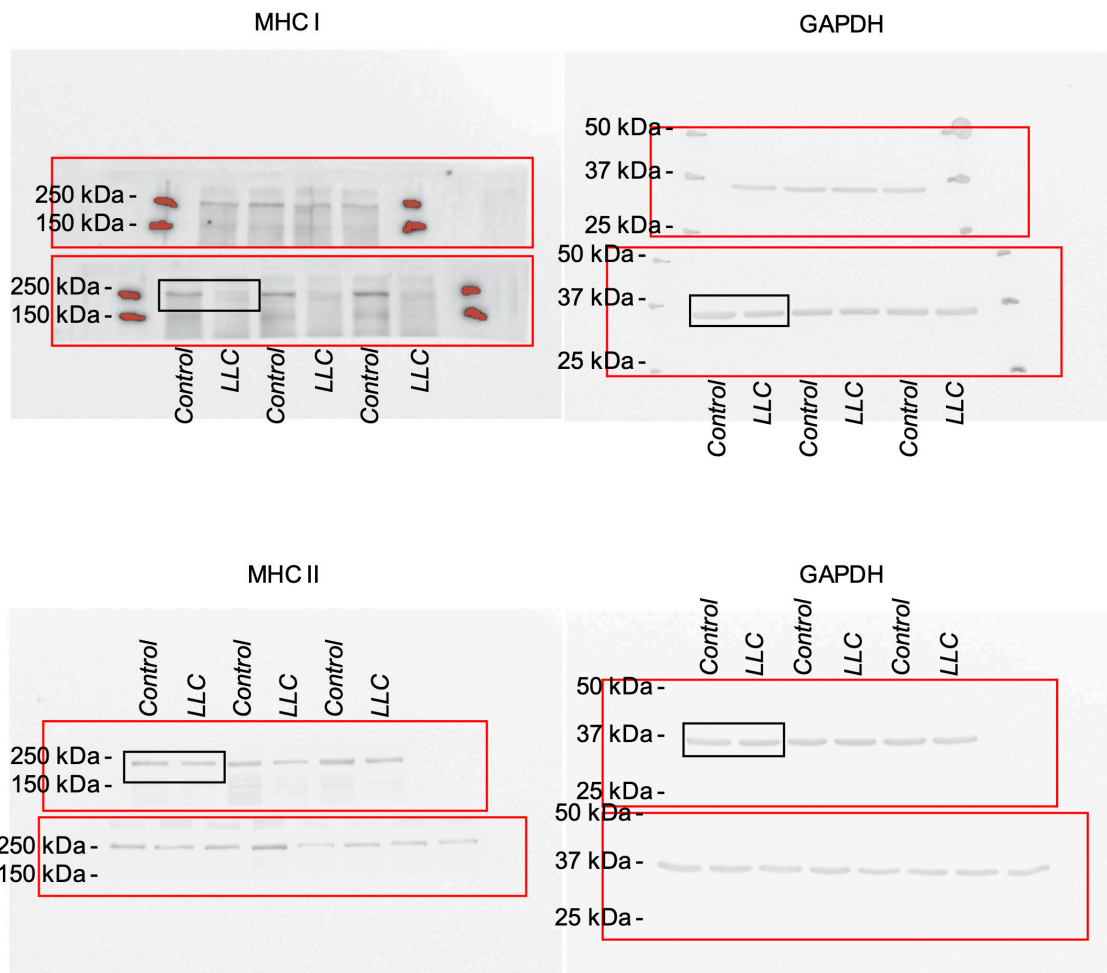 MHC I
250 kDa -
150 kDa -
250 kDa -
150 kDa -
Control LLC Control LLC Control LLC
GAPDH
50 kDa -
37 kDa -
25 kDa -
50 kDa -
37 kDa -
25 kDa -
Control LLC Control LLC Control LLC
MHC II
Control LLC Control LLC Control LLC
250 kDa -
150 kDa -
250 kDa -
150 kDa -
GAPDH
Control LLC Control LLC Control LLC
50 kDa -
37 kDa -
25 kDa -
50 kDa -
37 kDa -
25 kDa -